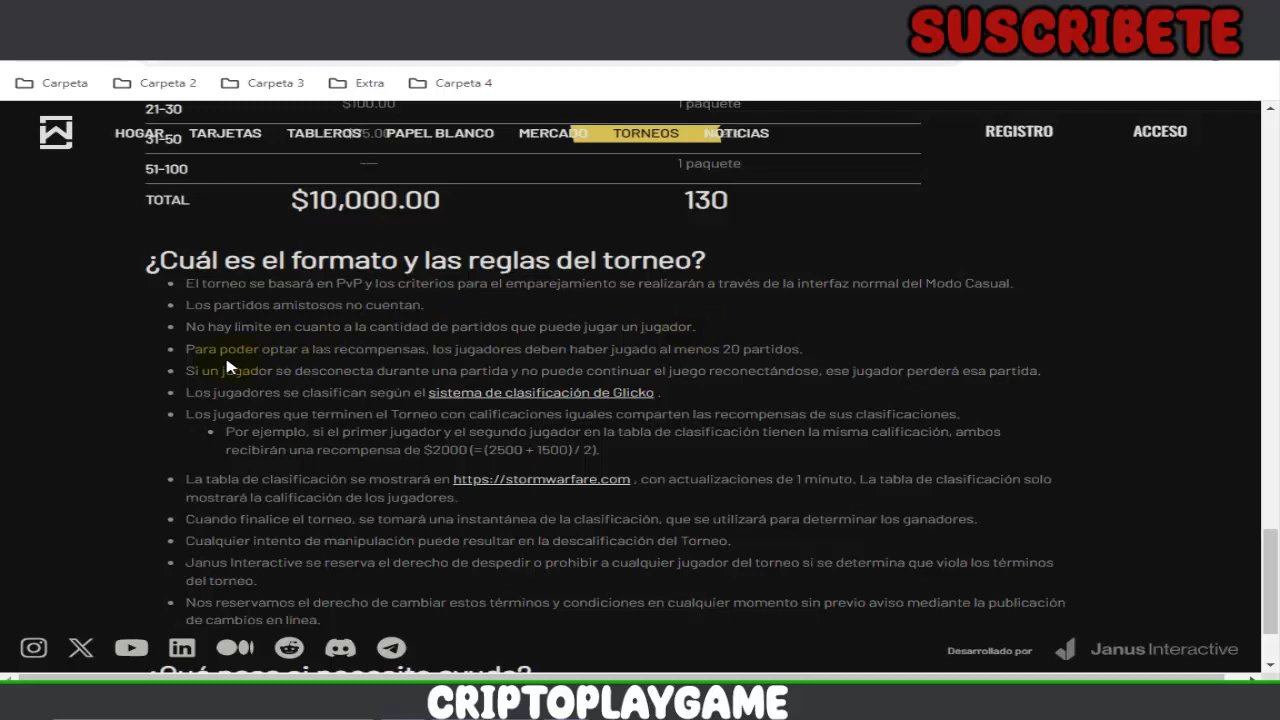 SUSCRIBETE
Carpeta Carpeta 2 Carpeta 3 Extra Carpeta 4
21-30 $100.00 1 paquete
HOGAR TARJETAS TABLEROS PAPEL BLANCO MERCADO TORNEOS NOTICIAS REGISTRO ACCESO
31-50
51-100 — 1 paquete
TOTAL $10,000.00 130
¿Cuál es el formato y las reglas del torneo?
• El torneo se basará en PvP y los criterios para el emparejamiento se realizarán a través de la interfaz normal del Modo Casual.
• Los partidos amistosos no cuentan.
• No hay límite en cuanto a la cantidad de partidos que puede jugar un jugador.
• Para poder optar a las recompensas, los jugadores deben haber jugado al menos 20 partidos.
• Si un jugador se desconecta durante una partida y no puede continuar el juego reconectándose, ese jugador perderá esa partida.
• Los jugadores se clasifican según el sistema de clasificación de Glicko .
• Los jugadores que terminen el Torneo con calificaciones iguales comparten las recompensas de sus clasificaciones.
• Por ejemplo, si el primer jugador y el segundo jugador en la tabla de clasificación tienen la misma calificación, ambos
recibirán una recompensa de $2000 (= (2500 + 1500) / 2).
• La tabla de clasificación se mostrará en https://stormwarfare.com , con actualizaciones de 1 minuto. La tabla de clasificación solo
mostrará la calificación de los jugadores.
• Cuando finalice el torneo, se tomará una instantánea de la clasificación, que se utilizará para determinar los ganadores.
• Cualquier intento de manipulación puede resultar en la descalificación del Torneo.
• Janus Interactive se reserva el derecho de despedir o prohibir a cualquier jugador del torneo si se determina que viola los términos
del torneo.
• Nos reservamos el derecho de cambiar estos términos y condiciones en cualquier momento sin previo aviso mediante la publicación
de cambios en línea.
Desarrollado por Janus Interactive
¿Qué pasa si necesito ayuda?
CRIPTOPLAYGAME